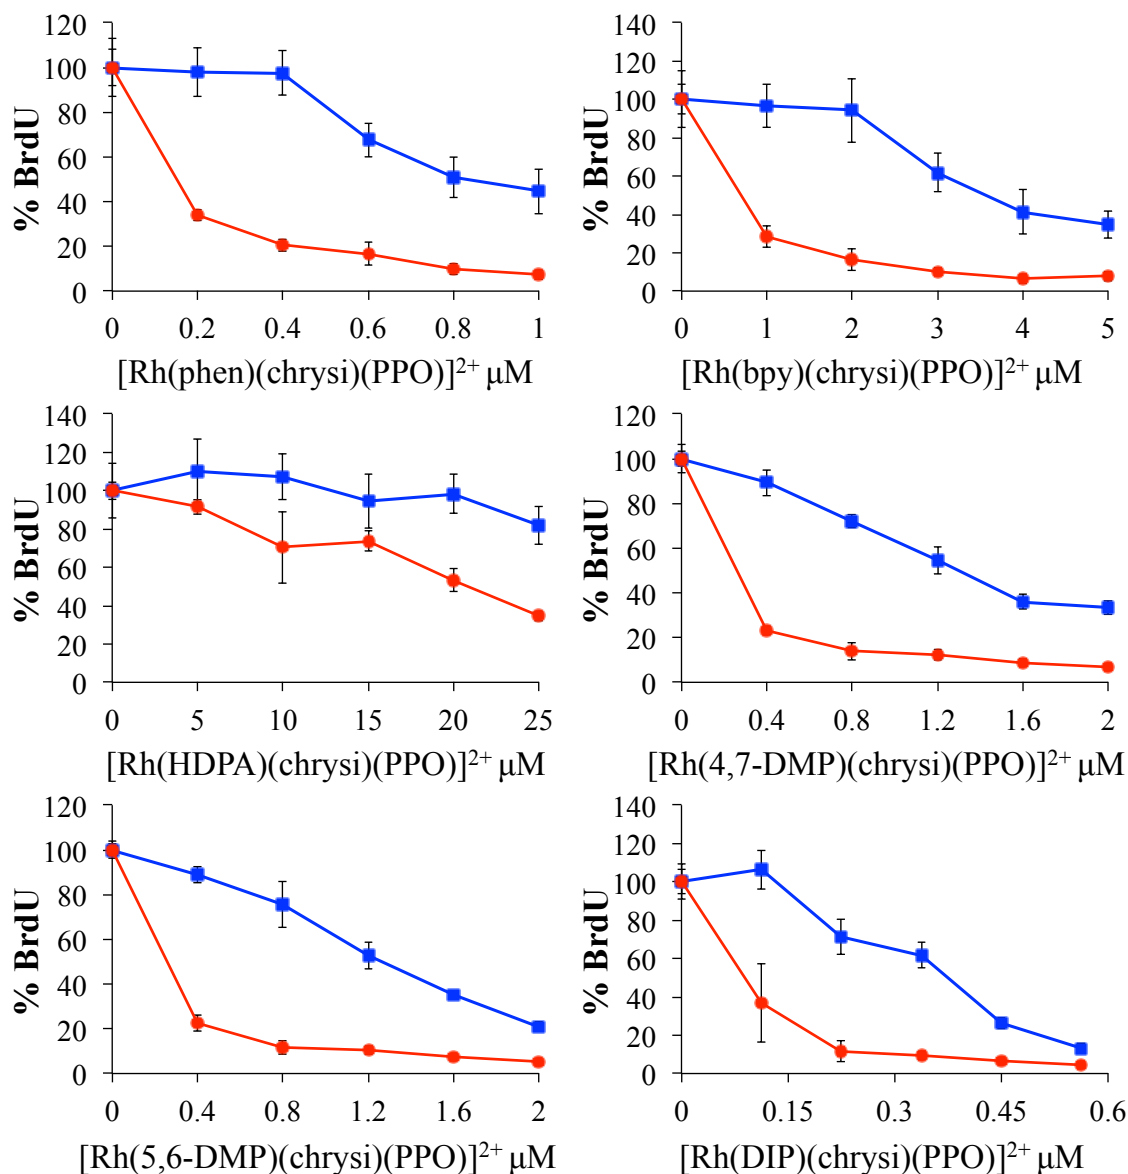 120
100
80
60
40
20
0
% BrdU
0 0.2 0.4 0.6 0.8 1
[Rh(phen)(chrysi)(PPO)]²⁺ μM
140
120
100
80
60
40
20
0
% BrdU
0 1 2 3 4 5
[Rh(bpy)(chrysi)(PPO)]²⁺ μM
140
120
100
80
60
40
20
0
% BrdU
0 5 10 15 20 25
[Rh(HDPA)(chrysi)(PPO)]²⁺ μM
120
100
80
60
40
20
0
% BrdU
0 0.4 0.8 1.2 1.6 2
[Rh(4,7-DMP)(chrysi)(PPO)]²⁺ μM
120
100
80
60
40
20
0
% BrdU
0 0.4 0.8 1.2 1.6 2
[Rh(5,6-DMP)(chrysi)(PPO)]²⁺ μM
140
120
100
80
60
40
20
0
% BrdU
0 0.15 0.3 0.45 0.6
[Rh(DIP)(chrysi)(PPO)]²⁺ μM